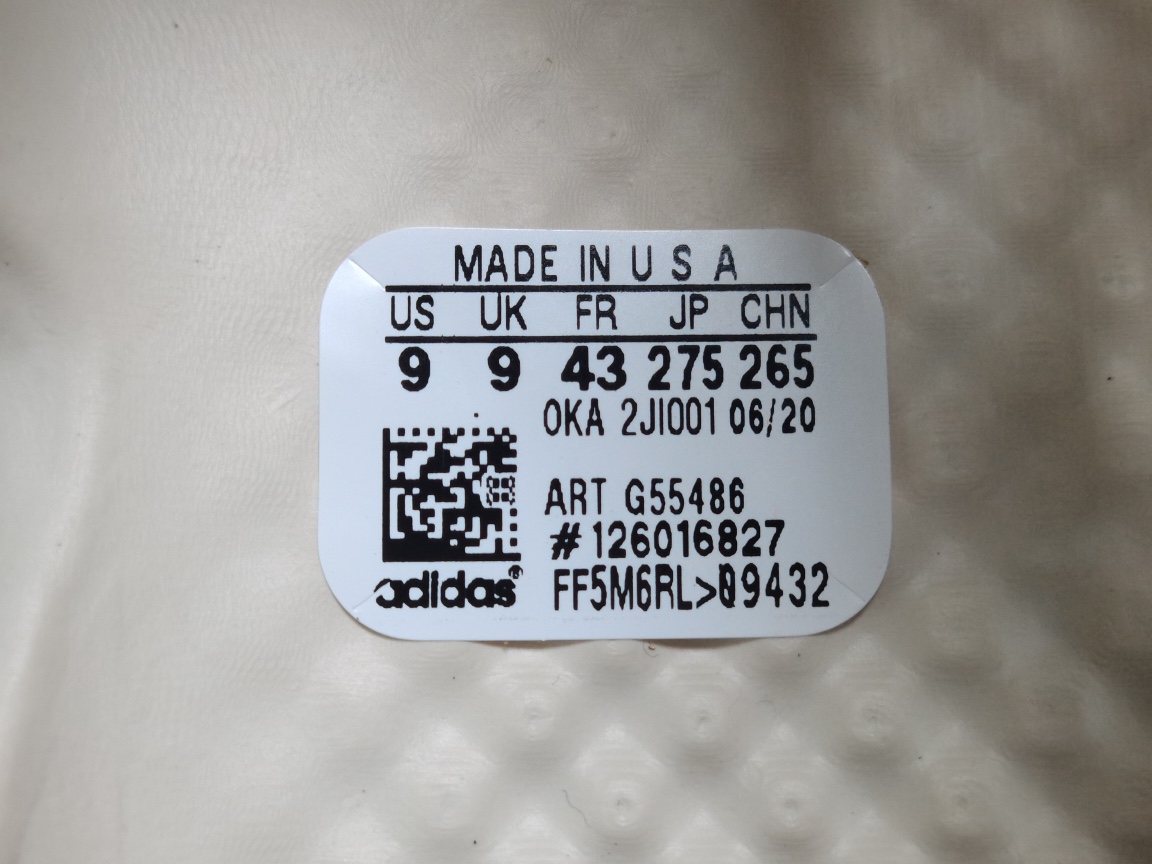 MADE IN U S A
US UK FR JP CHN
9 9 43 275 265
OKA 2JI001 06/20
ART G55486
#126016827
FF5M6RL>09432
adidas®